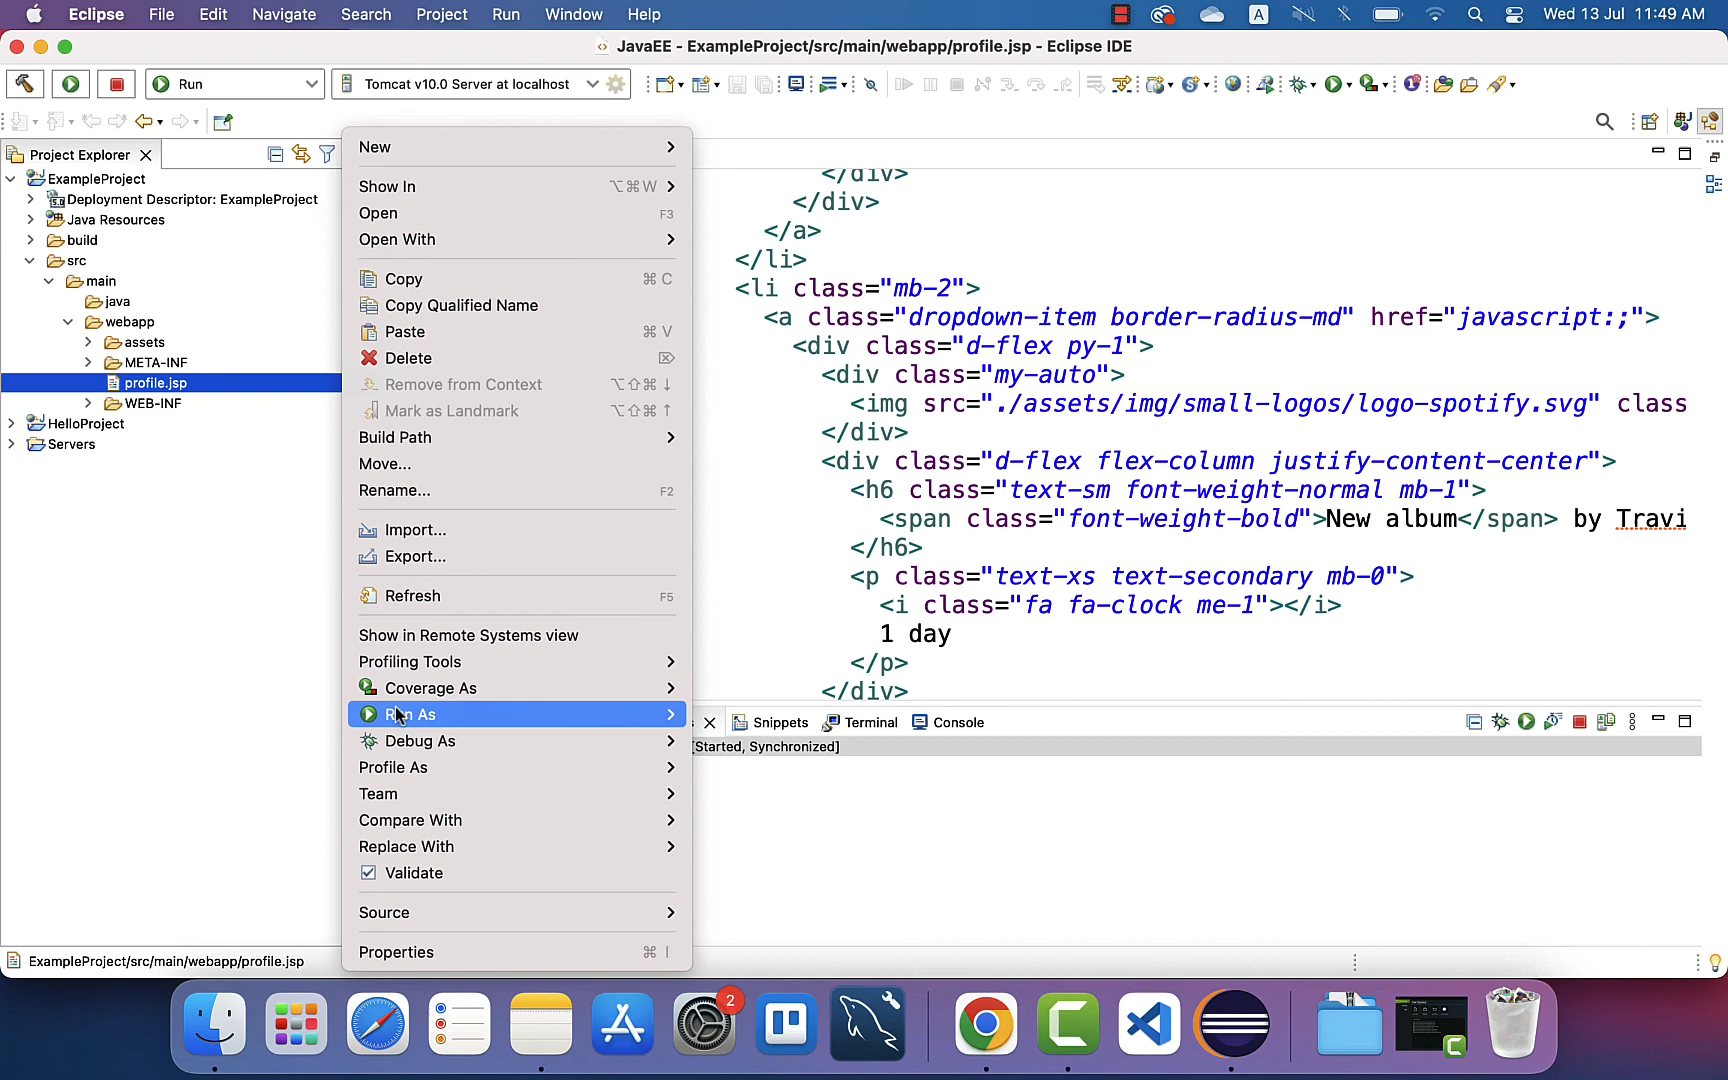 Eclipse File Edit Navigate Search Project Run Window Help A Wed 13 Jul 11:49 AM
JavaEE - ExampleProject/src/main/webapp/profile.jsp - Eclipse IDE
Run Tomcat v10.0 Server at localhost
Project Explorer
ExampleProject
Deployment Descriptor: ExampleProject
Java Resources
build
src
main
java
webapp
assets
META-INF
profile.jsp
WEB-INF
HelloProject
Servers
New
Show In ⌥⌘W
Open F3
Open With
Copy ⌘ C
Copy Qualified Name
Paste ⌘ V
Delete ⌦
Remove from Context ⌥⇧⌘ ↓
Mark as Landmark ⌥⇧⌘ ↑
Build Path
Move...
Rename... F2
Import...
Export...
Refresh F5
Show in Remote Systems view
Profiling Tools
Coverage As
Run As
Debug As
Profile As
Team
Compare With
Replace With
Validate
Source
Properties ⌘ I
</div>
</div>
</a>
</li>
<li class="mb-2">
<a class="dropdown-item border-radius-md" href="javascript:;">
<div class="d-flex py-1">
<div class="my-auto">
<img src="./assets/img/small-logos/logo-spotify.svg" class
</div>
<div class="d-flex flex-column justify-content-center">
<h6 class="text-sm font-weight-normal mb-1">
<span class="font-weight-bold">New album</span> by Travi
</h6>
<p class="text-xs text-secondary mb-0">
<i class="fa fa-clock me-1"></i>
1 day
</p>
</div>
s Snippets Terminal Console
[Started, Synchronized]
ExampleProject/src/main/webapp/profile.jsp
2